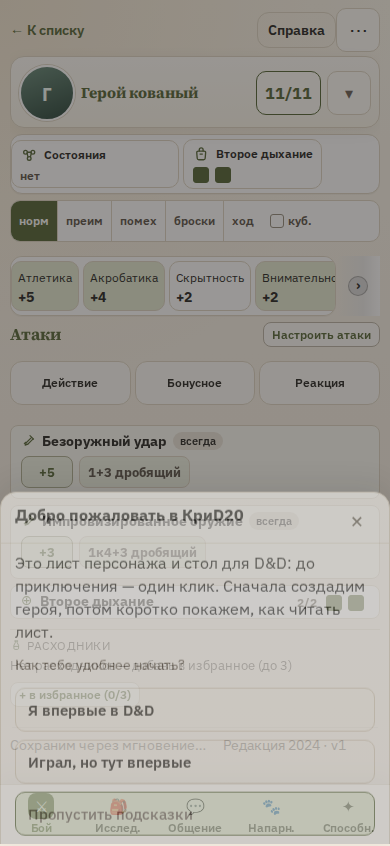 ← К списку
Справка
...
Г
Герой кованый
11/11
▾
Состояния
нет
Второе дыхание
норм
преим
помех
броски
ход
куб.
Атлетика
+5
Акробатика
+4
Скрытность
+2
Внимательно
+2
Атаки
Настроить атаки
Действие
Бонусное
Реакция
Безоружный удар
всегда
+5
1+3 дробящий
Добро пожаловать в КриD20
Импровизированное оружие
всегда
×
+3
1к4+3 дробящий
Это лист персонажа и стол для D&D: до
приключения — один клик. Сначала создадим
героя, потом коротко покажем, как читать
лист.
Второе дыхание
2/2
РАСХОДНИКИ
Как тебе удобнее начать?
избранное (до 3)
+ в избранное (0/3)
Я впервые в D&D
Сохраним через мгновение...
Редакция 2024 · v1
Играл, но тут впервые
Пропустить подсказки
Бой
Исслед.
Общение
Напарн.
Способн.